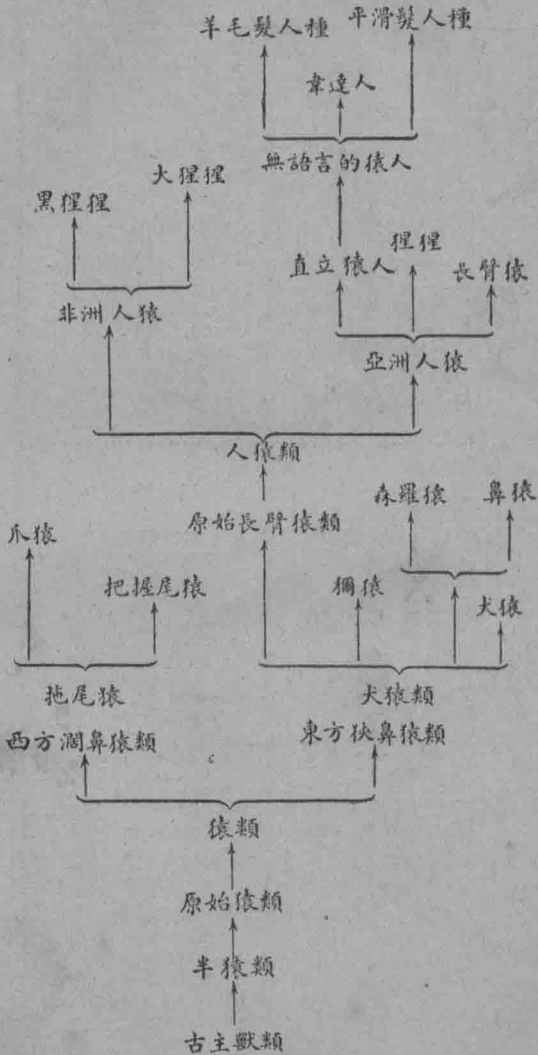 羊毛髮人種
平滑髮人種
韋達人
無語言的猿人
大猩猩
黑猩猩
猩猩
直立猿人
長臂猿
非洲人猿
亞洲人猿
人猿類
森羅猿
鼻猿
原始長臂猿類
爪猿
把握尾猿
獼猿
犬猿
拖尾猿
犬猿類
西方濶鼻猿類
東方狹鼻猿類
猿類
原始猿類
半猿類
古主獸類